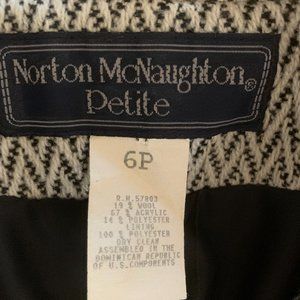 Norton McNaughton®
Petite
6P
R.N. 57803
19% WOOL
67% ACRYLIC
14% POLYESTER
LINING
100% POLYESTER
DRY CLEAN
ASSEMBLED IN THE
DOMINICAN REPUBLIC
OF U.S. COMPONENTS